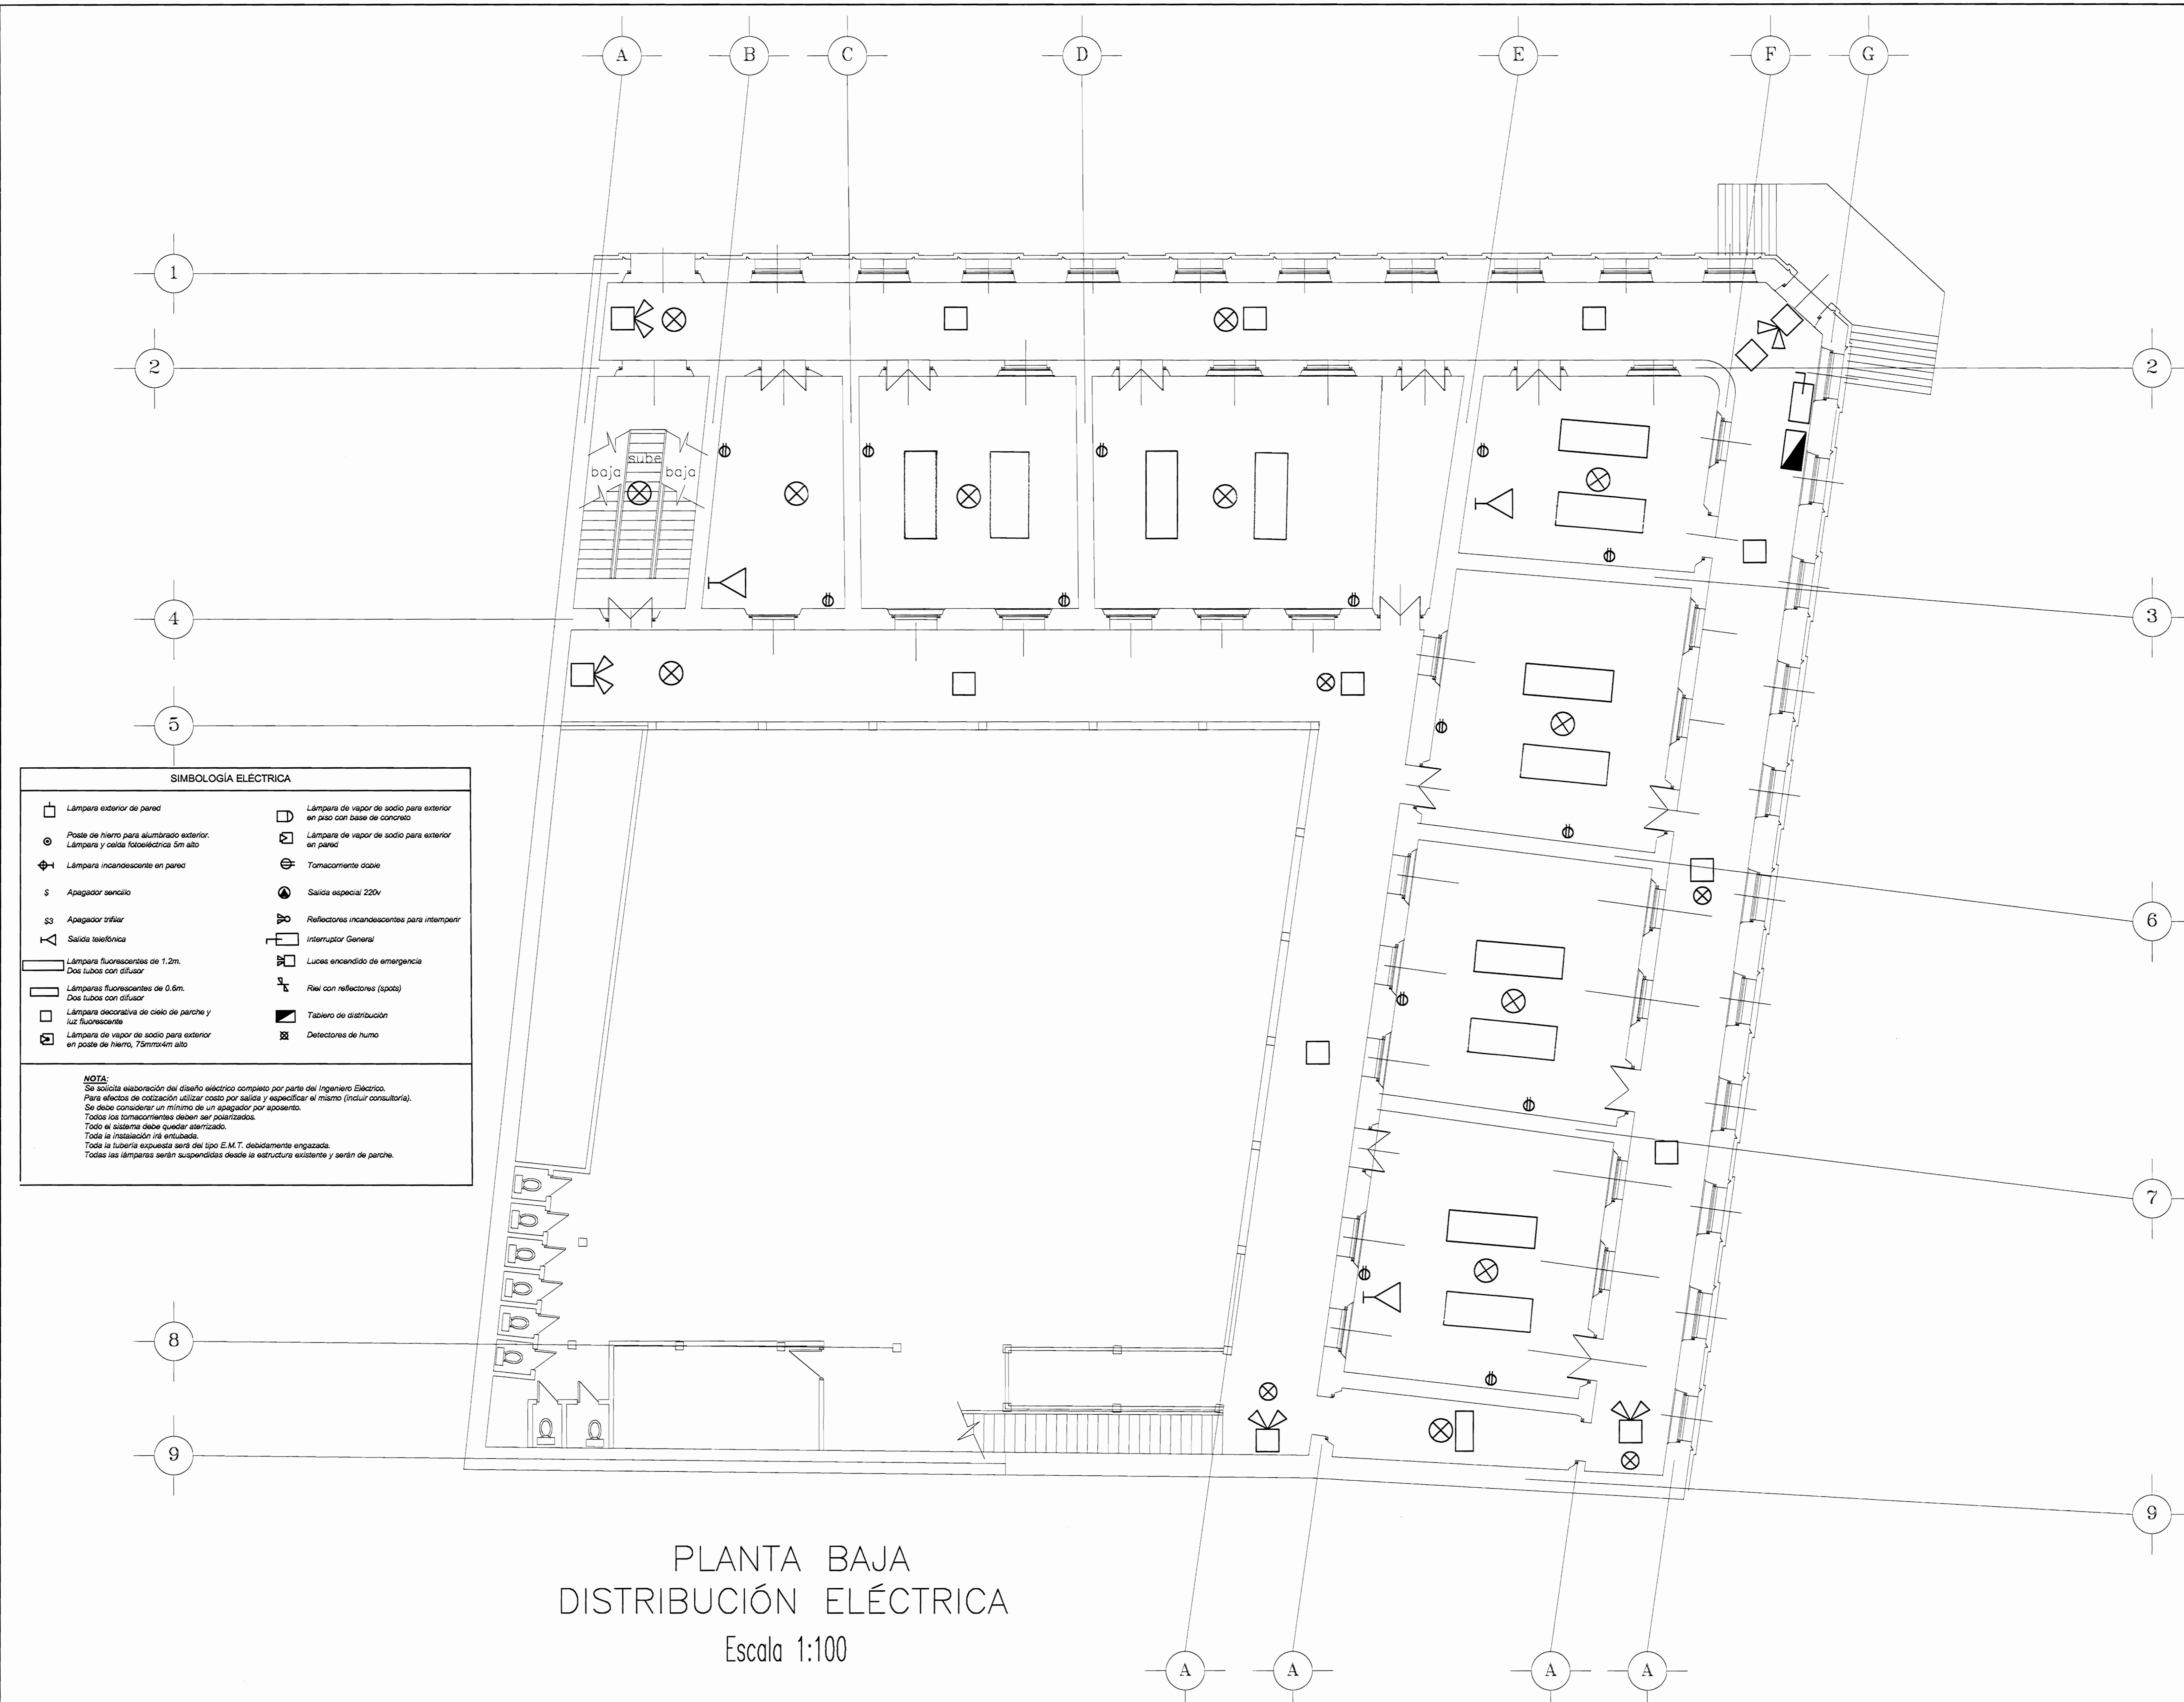 A
B
C
D
E
F
G
1
2
2
baja
sube
baja
4
3
5
SIMBOLOGÍA ELÉCTRICA
Lámpara exterior de pared
Poste de hierro para alumbrado exterior.
Lámpara y celda fotoeléctrica 5m alto
Lámpara incandescente en pared
S
Apagador sencillo
S3
Apagador trifilar
Salida telefónica
Lámpara fluorescentes de 1.2m.
Dos tubos con difusor
Lámparas fluorescentes de 0.6m.
Dos tubos con difusor
Lámpara decorativa de cielo de parche y
luz fluorescente
Lámpara de vapor de sodio para exterior
en poste de hierro, 75mmx4m alto
Lámpara de vapor de sodio para exterior
en piso con base de concreto
Lámpara de vapor de sodio para exterior
en pared
Tomacorriente doble
Salida especial 220v
Reflectores incandescentes para intemperir
Interruptor General
Luces encendido de emergencia
Riel con reflectores (spots)
Tablero de distribución
Detectores de humo
NOTA:
Se solicita elaboración del diseño eléctrico completo por parte del Ingeniero Eléctrico.
Para efectos de cotización utilizar costo por salida y especificar el mismo (incluir consultoría).
Se debe considerar un mínimo de un apagador por aposento.
Todos los tomacorrientes deben ser polarizados.
Todo el sistema debe quedar aterrizado.
Toda la instalación irá entubada.
Toda la tubería expuesta será del tipo E.M.T. debidamente engazada.
Todas las lámparas serán suspendidas desde la estructura existente y serán de parche.
6
7
8
9
9
PLANTA BAJA
DISTRIBUCIÓN ELÉCTRICA
Escala 1:100
A
A
A
A